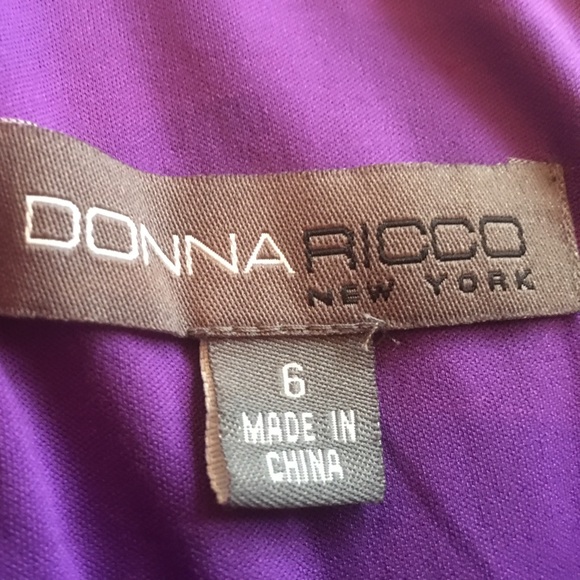 DONNA RICCO
NEW YORK
6
MADE IN
CHINA